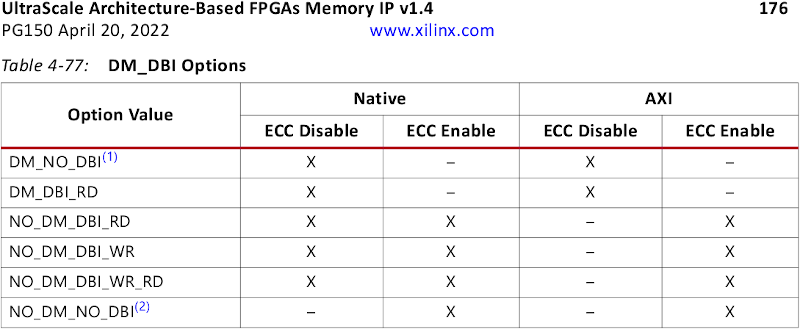 UltraScale Architecture-Based FPGAs Memory IP v1.4 176
PG150 April 20, 2022 www.xilinx.com
Table 4-77: DM_DBI Options
Option Value Native AXI
ECC Disable ECC Enable ECC Disable ECC Enable
DM_NO_DBI(1) X – X –
DM_DBI_RD X – X –
NO_DM_DBI_RD X X – X
NO_DM_DBI_WR X X – X
NO_DM_DBI_WR_RD X X – X
NO_DM_NO_DBI(2) – X – X